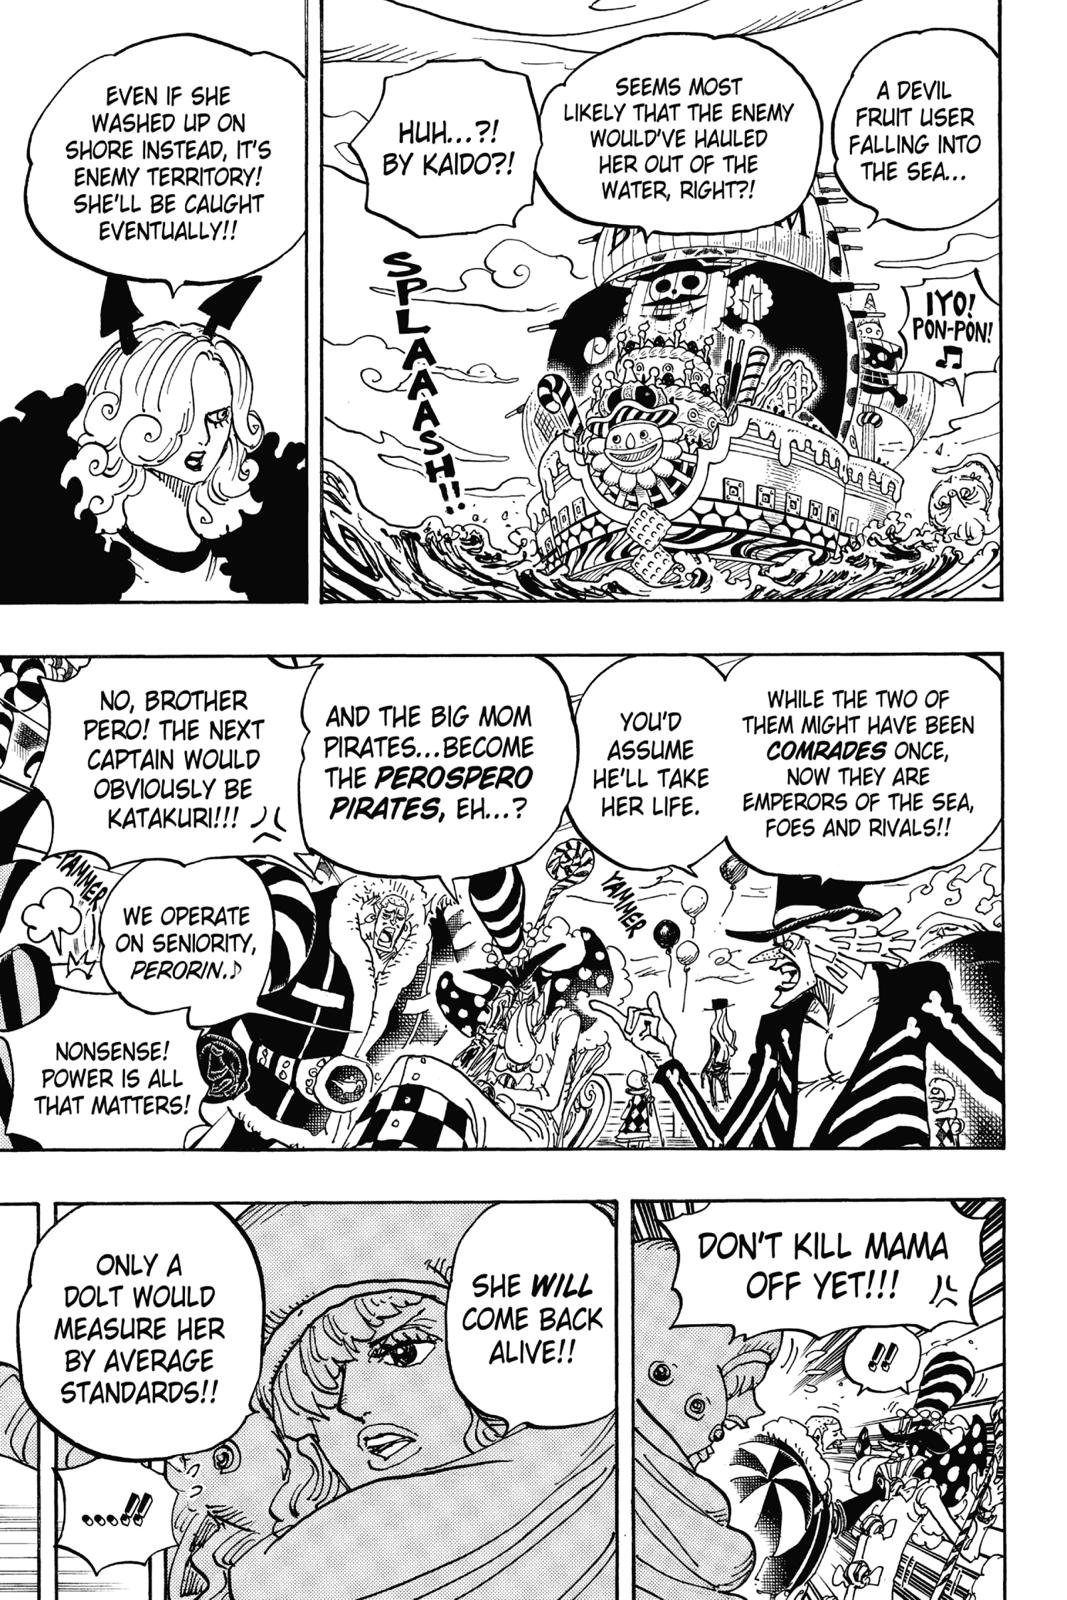 A DEVIL
FRUIT USER
FALLING INTO
THE SEA...
SEEMS MOST
LIKELY THAT THE ENEMY
WOULD'VE HAULED
HER OUT OF THE
WATER, RIGHT?!
HUH...?!
BY KAIDO?!
IYO!
PON-PON!
SPLAAASH!!
EVEN IF SHE
WASHED UP ON
SHORE INSTEAD, IT'S
ENEMY TERRITORY!
SHE'LL BE CAUGHT
EVENTUALLY!!
WHILE THE TWO OF
THEM MIGHT HAVE BEEN
COMRADES ONCE,
NOW THEY ARE
EMPERORS OF THE SEA,
FOES AND RIVALS!!
YOU'D
ASSUME
HE'LL TAKE
HER LIFE.
AND THE BIG MOM
PIRATES...BECOME
THE PEROSPERO
PIRATES, EH...?
YAMMER
NO, BROTHER
PERO! THE NEXT
CAPTAIN WOULD
OBVIOUSLY BE
KATAKURI!!!
YAMMER
WE OPERATE
ON SENIORITY,
PERORIN.♪
NONSENSE!
POWER IS ALL
THAT MATTERS!
DON'T KILL MAMA
OFF YET!!!
!!
SHE WILL
COME BACK
ALIVE!!
ONLY A
DOLT WOULD
MEASURE HER
BY AVERAGE
STANDARDS!!
....!!